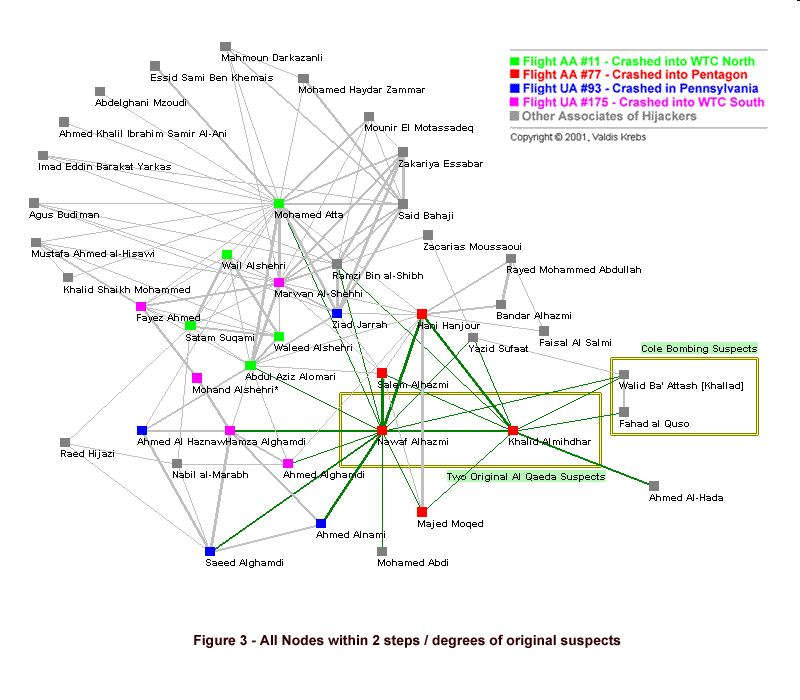 Flight AA #11 - Crashed into WTC North
Flight AA #77 - Crashed into Pentagon
Flight UA #93 - Crashed in Pennsylvania
Flight UA #175 - Crashed into WTC South
Other Associates of Hijackers
Copyright © 2001, Valdis Krebs
Mahmoun Darkazanli
Essid Sami Ben Khemais
Mohamed Haydar Zammar
Abdelghani Mzoudi
Mounir El Motassadeq
Ahmed Khalil Ibrahim Samir Al-Ani
Zakariya Essabar
Imad Eddin Barakat Yarkas
Agus Budiman
Mohamed Atta
Said Bahaji
Zacarias Moussaoui
Mustafa Ahmed al-Hisawi
Wail Alshehri
Ramzi Bin al-Shibh
Rayed Mohammed Abdullah
Khalid Shaikh Mohammed
Marwan Al-Shehhi
Fayez Ahmed
Ziad Jarrah
Hani Hanjour
Bandar Alhazmi
Satam Suqami
Waleed Alshehri
Yazid Sufaat
Faisal Al Salmi
Cole Bombing Suspects
Abdul Aziz Alomari
Salem Alhazmi
Mohand Alshehri*
Walid Ba' Attash [Khallad]
Fahad al Quso
Ahmed Al Haznawi
Hamza Alghamdi
Nawaf Alhazmi
Khalid Almihdhar
Raed Hijazi
Nabil al-Marabh
Ahmed Alghamdi
Two Original Al Qaeda Suspects
Ahmed Al-Hada
Majed Moqed
Ahmed Alnami
Saeed Alghamdi
Mohamed Abdi
Figure 3 - All Nodes within 2 steps / degrees of original suspects